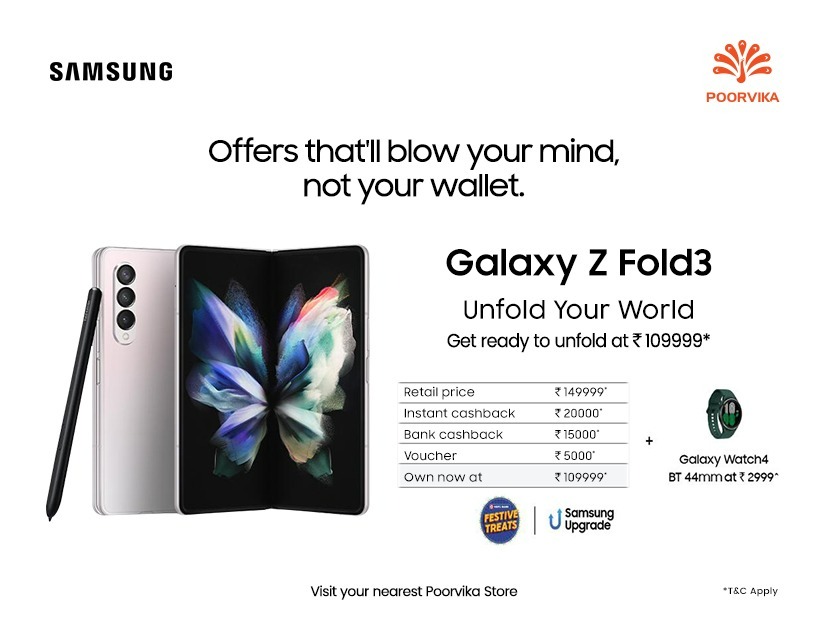 SAMSUNG
POORVIKA
Offers that'll blow your mind,
not your wallet.
Galaxy Z Fold3
Unfold Your World
Get ready to unfold at ₹109999*
Retail price ₹149999*
Instant cashback ₹20000*
Bank cashback ₹15000*
Voucher ₹5000*
Own now at ₹109999*
+
Galaxy Watch4
BT 44mm at ₹2999^
FESTIVE
TREATS
Samsung
Upgrade
Visit your nearest Poorvika Store
*T&C Apply